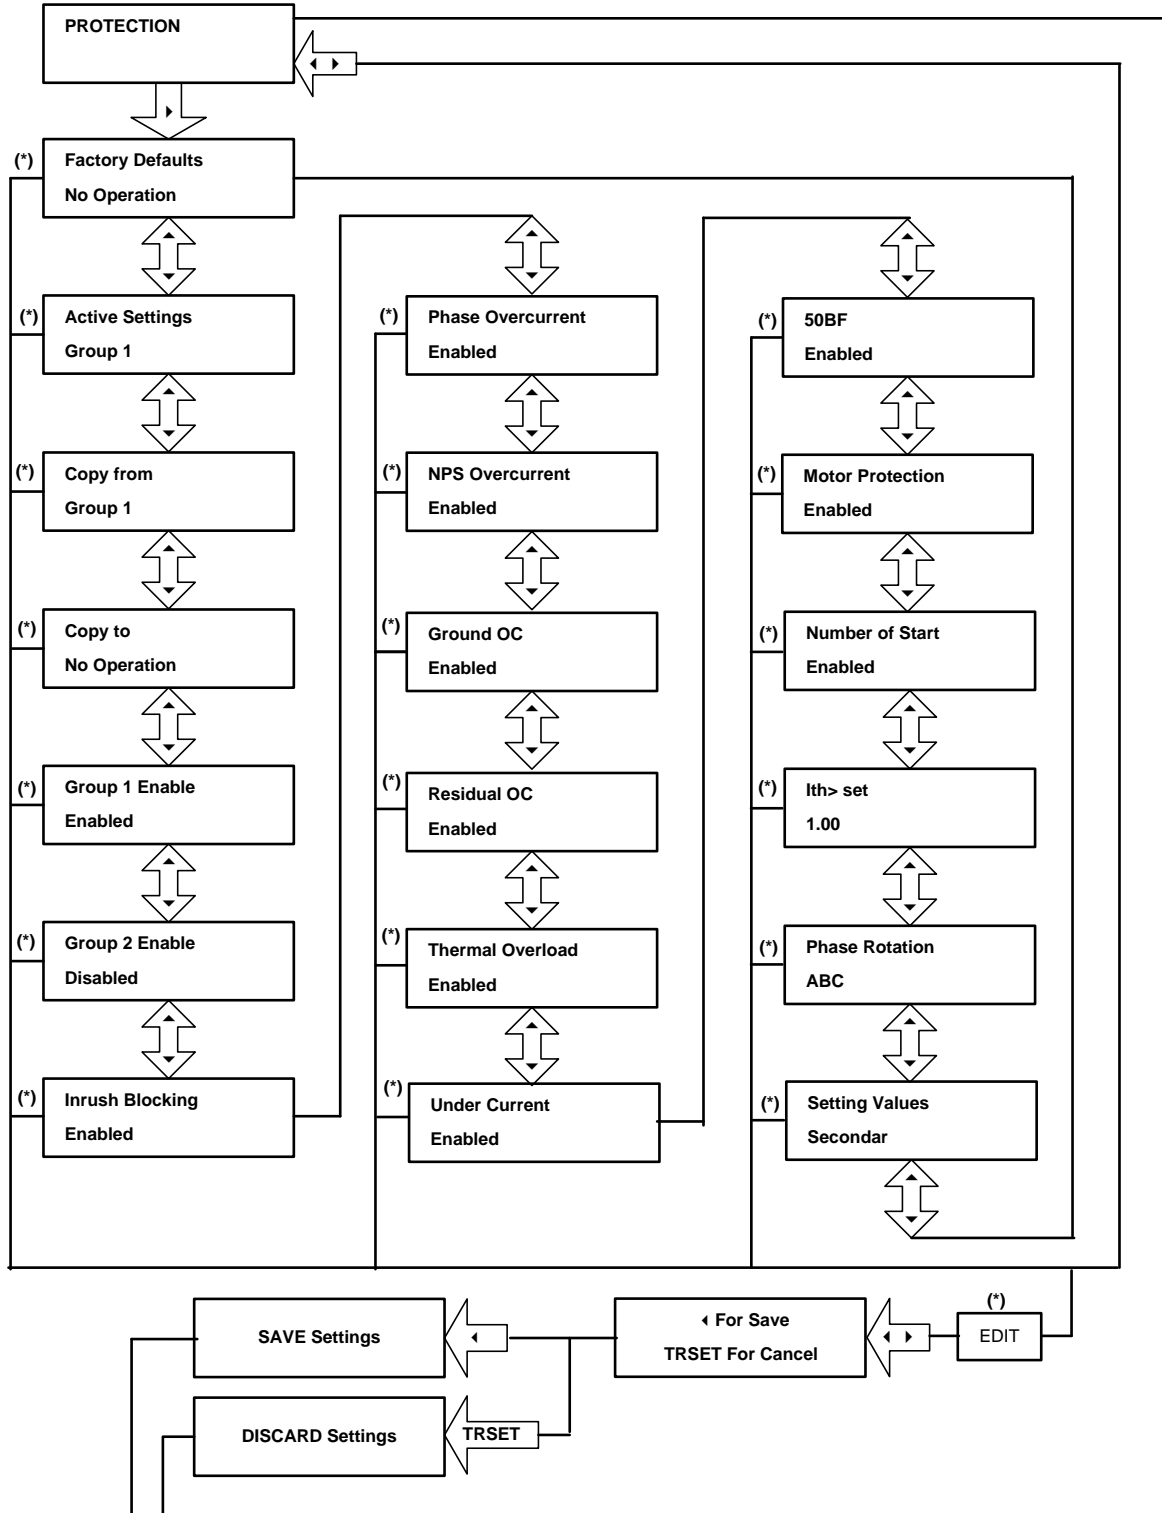 PROTECTION
(*)
Factory Defaults
No Operation
(*)
Active Settings
Group 1
(*)
Copy from
Group 1
(*)
Copy to
No Operation
(*)
Group 1 Enable
Enabled
(*)
Group 2 Enable
Disabled
(*)
Inrush Blocking
Enabled
(*)
Phase Overcurrent
Enabled
(*)
NPS Overcurrent
Enabled
(*)
Ground OC
Enabled
(*)
Residual OC
Enabled
(*)
Thermal Overload
Enabled
(*)
Under Current
Enabled
(*)
50BF
Enabled
(*)
Motor Protection
Enabled
(*)
Number of Start
Enabled
(*)
Ith> set
1.00
(*)
Phase Rotation
ABC
(*)
Setting Values
Secondar
(*)
EDIT
For Save
TRSET For Cancel
SAVE Settings
TRSET
DISCARD Settings